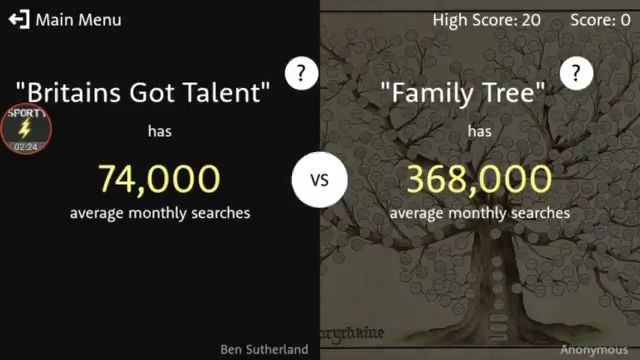 Main Menu
High Score: 20
Score: 0
?
?
"Britains Got Talent"
"Family Tree"
SPORTY
02:24
has
has
74,000
VS
368,000
average monthly searches
average monthly searches
Ben Sutherland
Anonymous